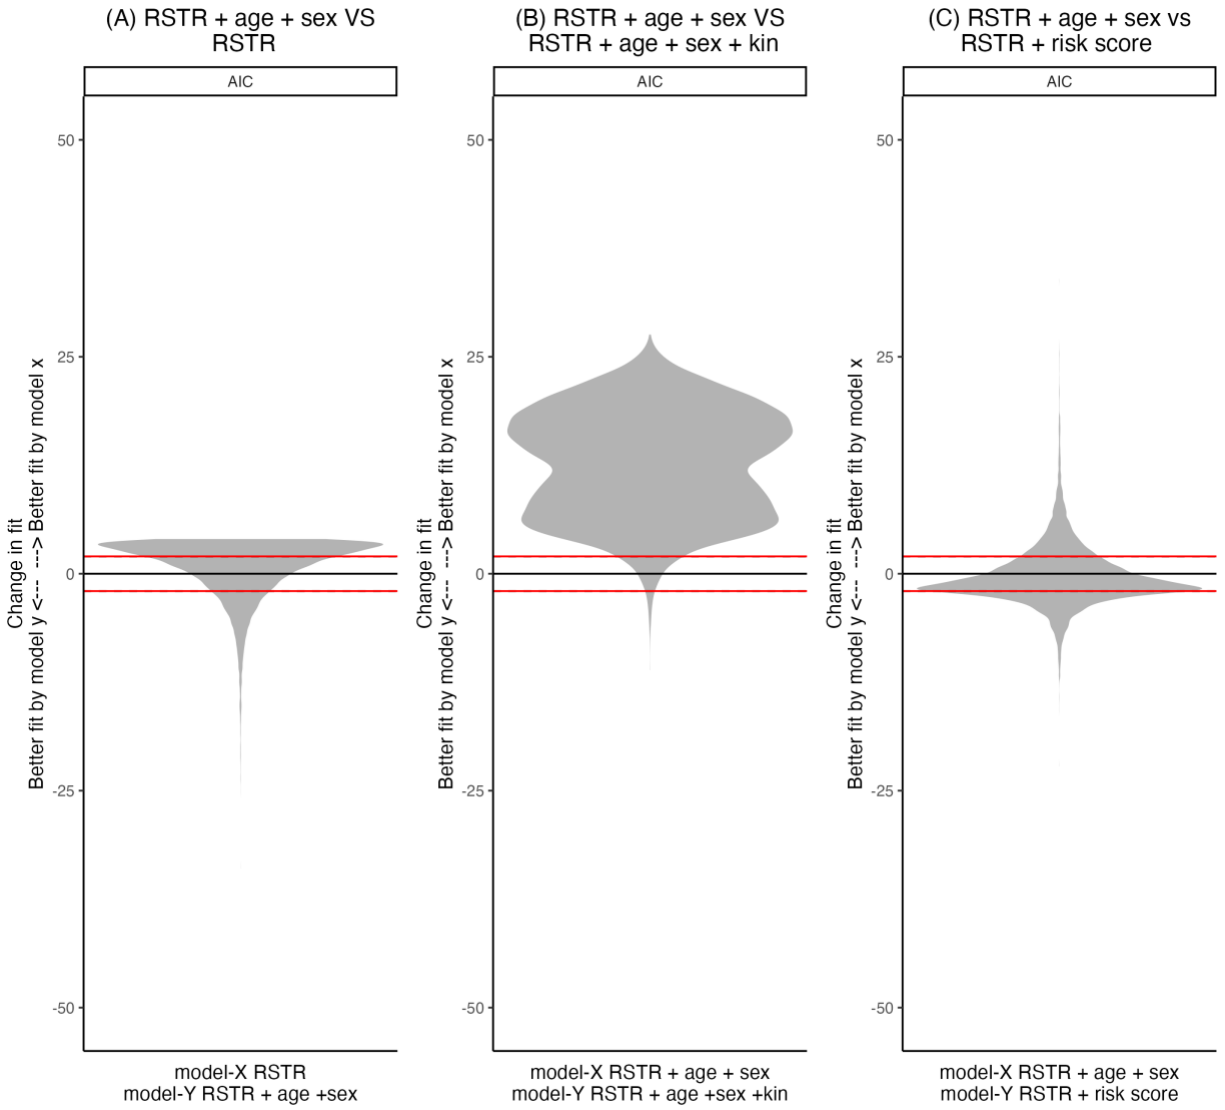 (A) RSTR + age + sex VS
RSTR
AIC
50
25
0
-25
-50
Change in fit
Better fit by model y <--- ---> Better fit by model x
model-X RSTR
model-Y RSTR + age +sex
(B) RSTR + age + sex VS
RSTR + age + sex + kin
AIC
50
25
0
-25
-50
Change in fit
Better fit by model y <--- ---> Better fit by model x
model-X RSTR + age + sex
model-Y RSTR + age +sex +kin
(C) RSTR + age + sex vs
RSTR + risk score
AIC
50
25
0
-25
-50
Change in fit
Better fit by model y <--- ---> Better fit by model x
model-X RSTR + age + sex
model-Y RSTR + risk score